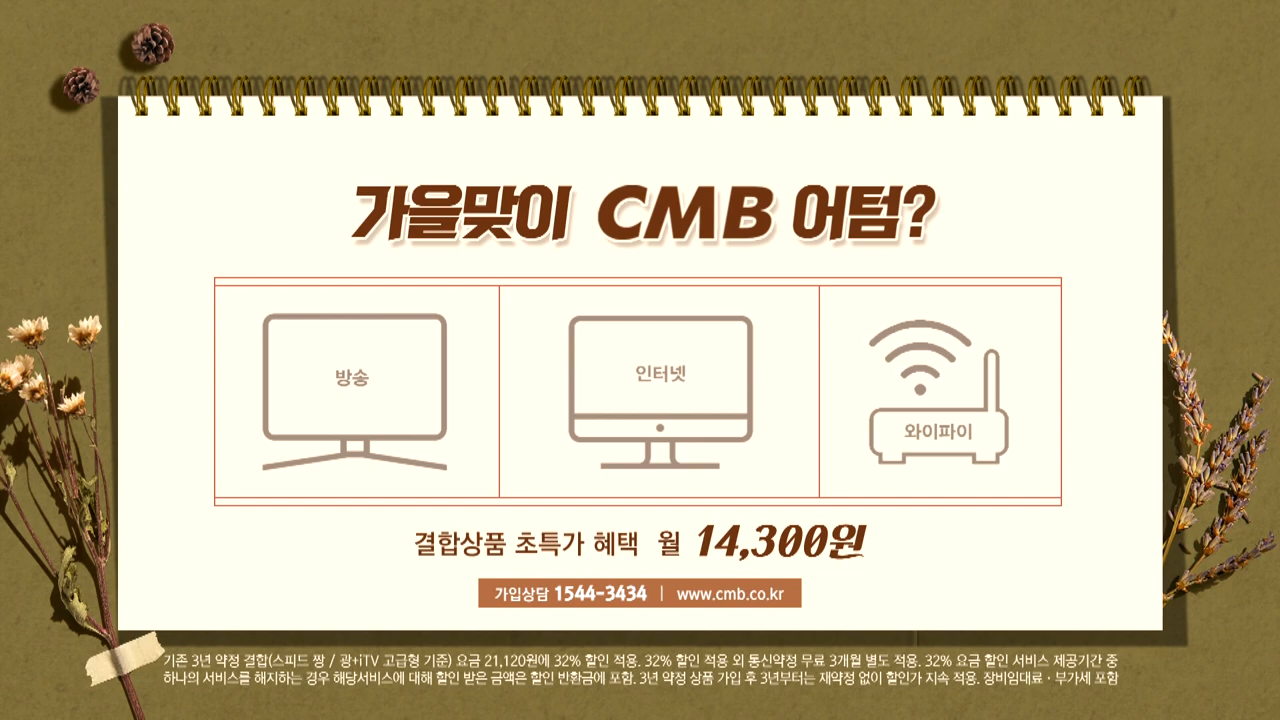 가을맞이 CMB 어텀?
방송
인터넷
와이파이
결합상품 초특가 혜택 월 14,300원
가입상담 1544-3434 | www.cmb.co.kr
기존 3년 약정 결합(스피드 짱 / 광+iTV 고급형 기준) 요금 21,120원에 32% 할인 적용. 32% 할인 적용 외 통신약정 무료 3개월 별도 적용. 32% 요금 할인 서비스 제공기간 중
하나의 서비스를 해지하는 경우 해당서비스에 대해 할인 받은 금액은 할인 반환금에 포함. 3년 약정 상품 가입 후 3년부터는 재약정 없이 할인가 지속 적용. 장비임대료 · 부가세 포함